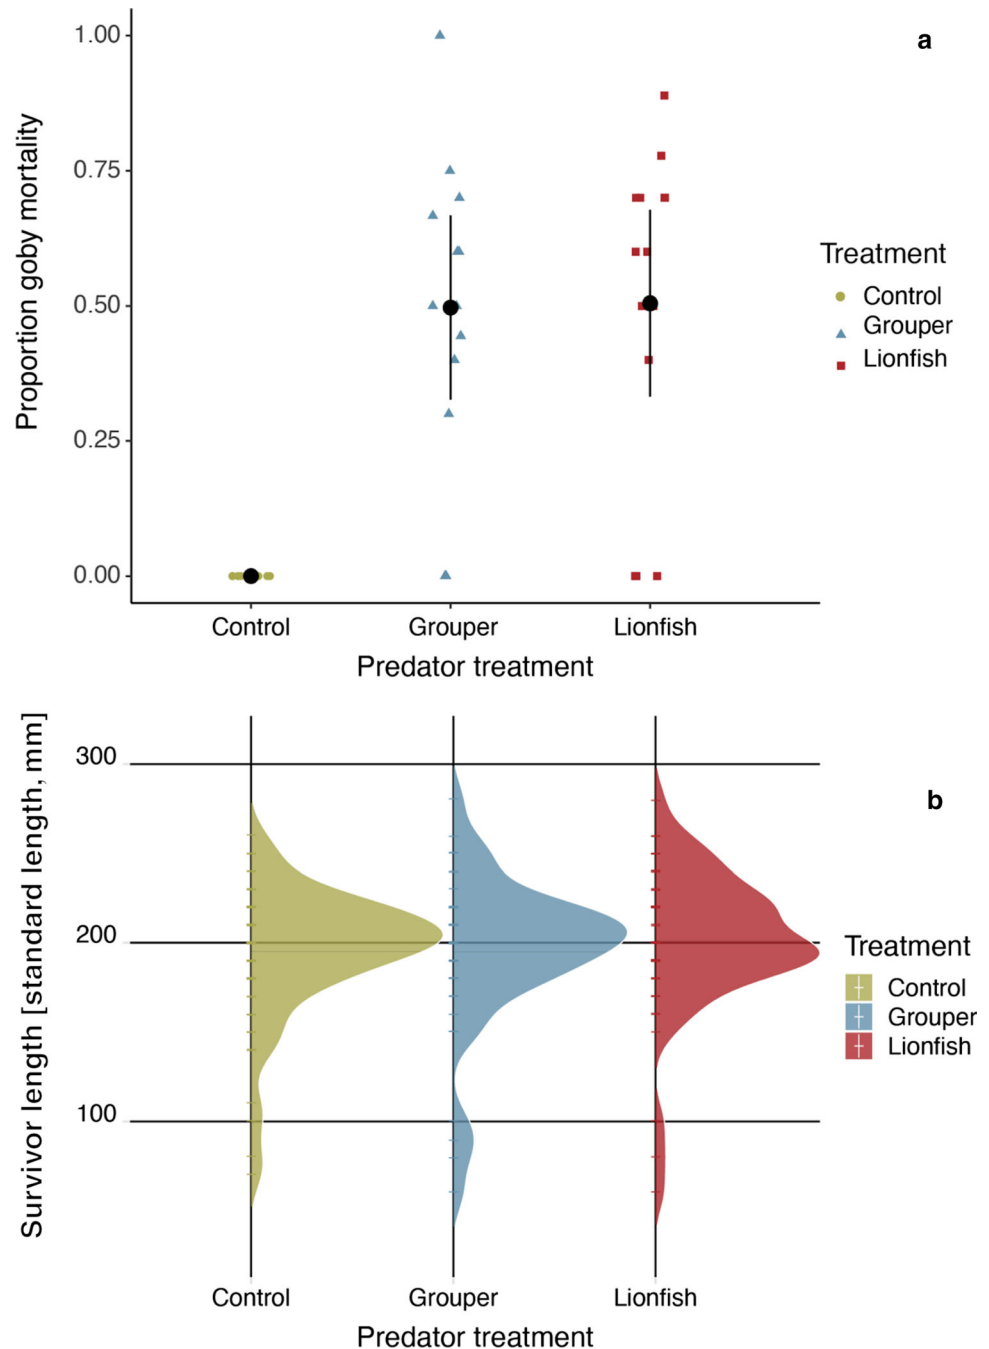 a
1.00
0.75
0.50
0.25
0.00
Proportion goby mortality
Control
Grouper
Lionfish
Predator treatment
Treatment
Control
Grouper
Lionfish
b
300
200
100
Survivor length [standard length, mm]
Control
Grouper
Lionfish
Predator treatment
Treatment
Control
Grouper
Lionfish